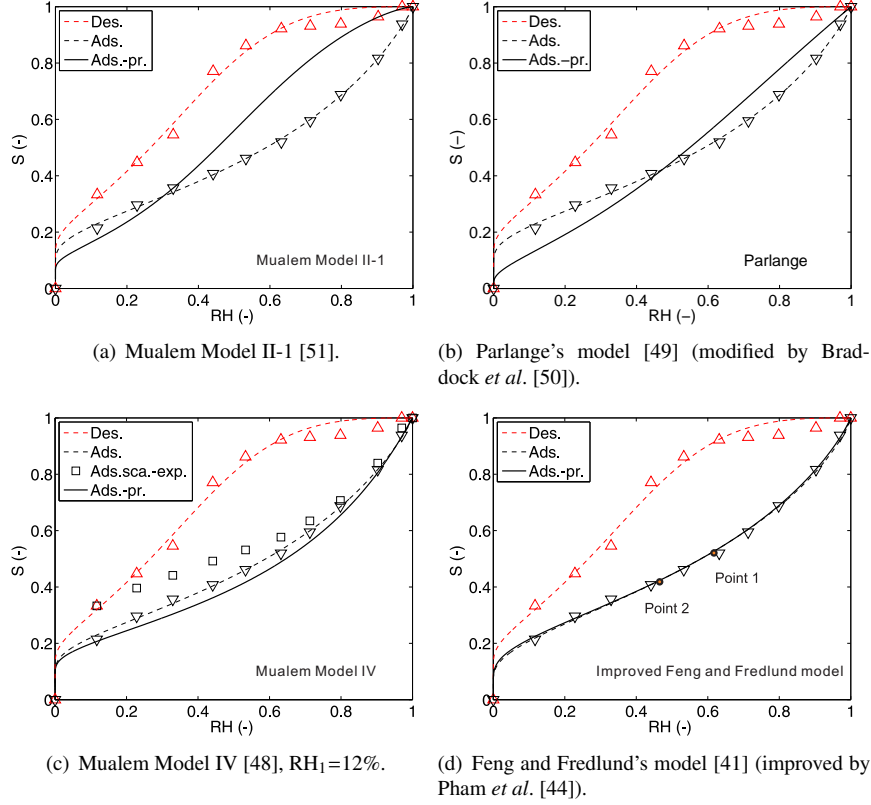 Des.
Ads.
Ads.-pr.
S (-)
1
0.8
0.6
0.4
0.2
0
0 0.2 0.4 0.6 0.8 1
RH (-)
Mualem Model II-1
(a) Mualem Model II-1 [51].
Des.
Ads.
Ads.−pr.
S (−)
1
0.8
0.6
0.4
0.2
0
0 0.2 0.4 0.6 0.8 1
RH (−)
Parlange
(b) Parlange's model [49] (modified by Brad-
dock et al. [50]).
Des.
Ads.
Ads.sca.-exp.
Ads.-pr.
S (-)
1
0.8
0.6
0.4
0.2
0
0 0.2 0.4 0.6 0.8 1
RH (-)
Mualem Model IV
(c) Mualem Model IV [48], RH1=12%.
Des.
Ads.
Ads.-pr.
S (-)
1
0.8
0.6
0.4
0.2
0
0 0.2 0.4 0.6 0.8 1
RH (-)
Point 1
Point 2
Improved Feng and Fredlund model
(d) Feng and Fredlund's model [41] (improved by
Pham et al. [44]).